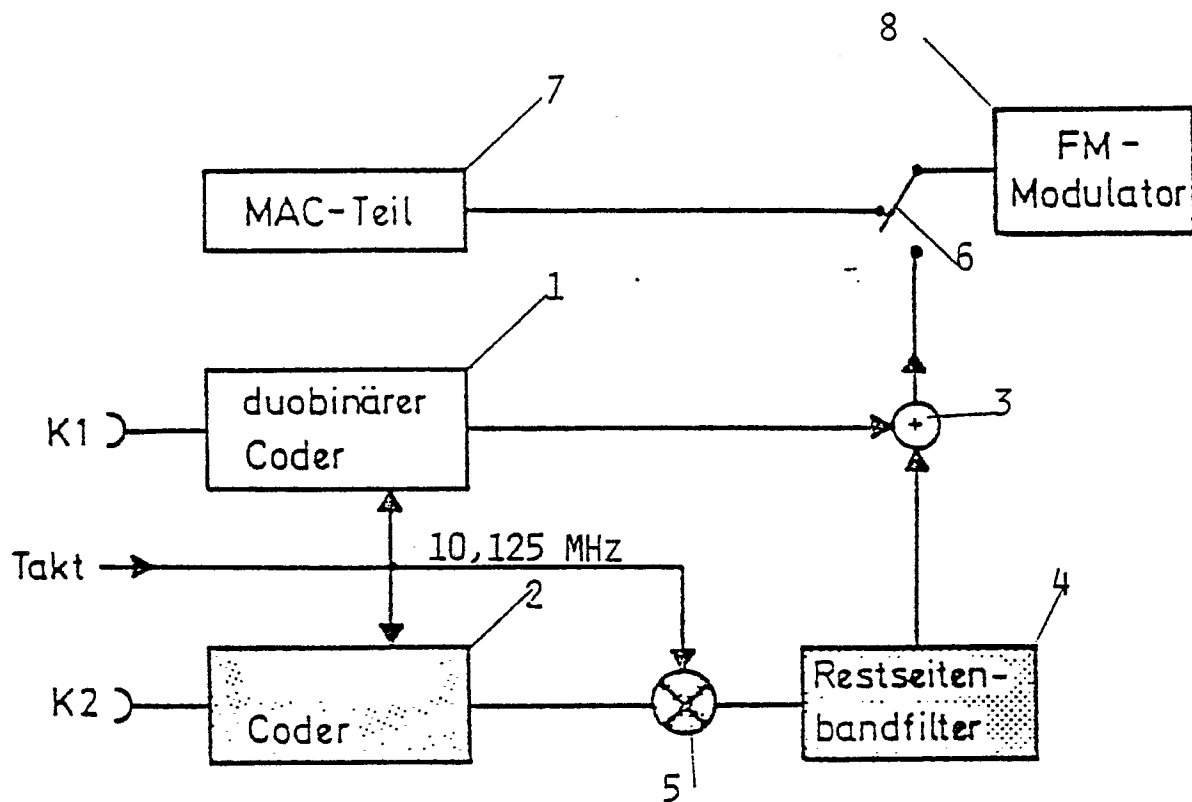 8
FM-
Modulator
7
MAC-Teil
6
1
duobinärer
Coder
K1
3
10,125 MHz
Takt
2
4
K2
Coder
Restseiten-
bandfilter
5